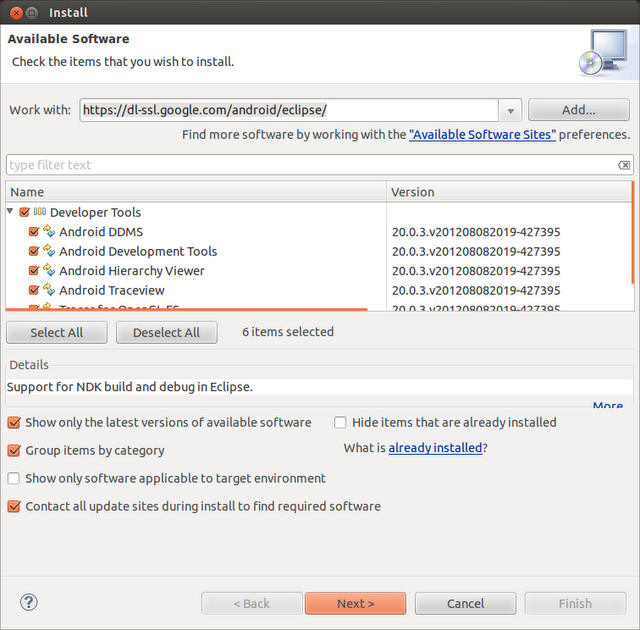 Install
Available Software
Check the items that you wish to install.
Work with: https://dl-ssl.google.com/android/eclipse/ Add...
Find more software by working with the "Available Software Sites" preferences.
type filter text
Name Version
Developer Tools
Android DDMS 20.0.3.v201208082019-427395
Android Development Tools 20.0.3.v201208082019-427395
Android Hierarchy Viewer 20.0.3.v201208082019-427395
Android Traceview 20.0.3.v201208082019-427395
Tracer for OpenGL ES 20.0.3.v201208082019-427395
Select All Deselect All 6 items selected
Details
Support for NDK build and debug in Eclipse.
More...
Show only the latest versions of available software Hide items that are already installed
Group items by category What is already installed?
Show only software applicable to target environment
Contact all update sites during install to find required software
? < Back Next > Cancel Finish